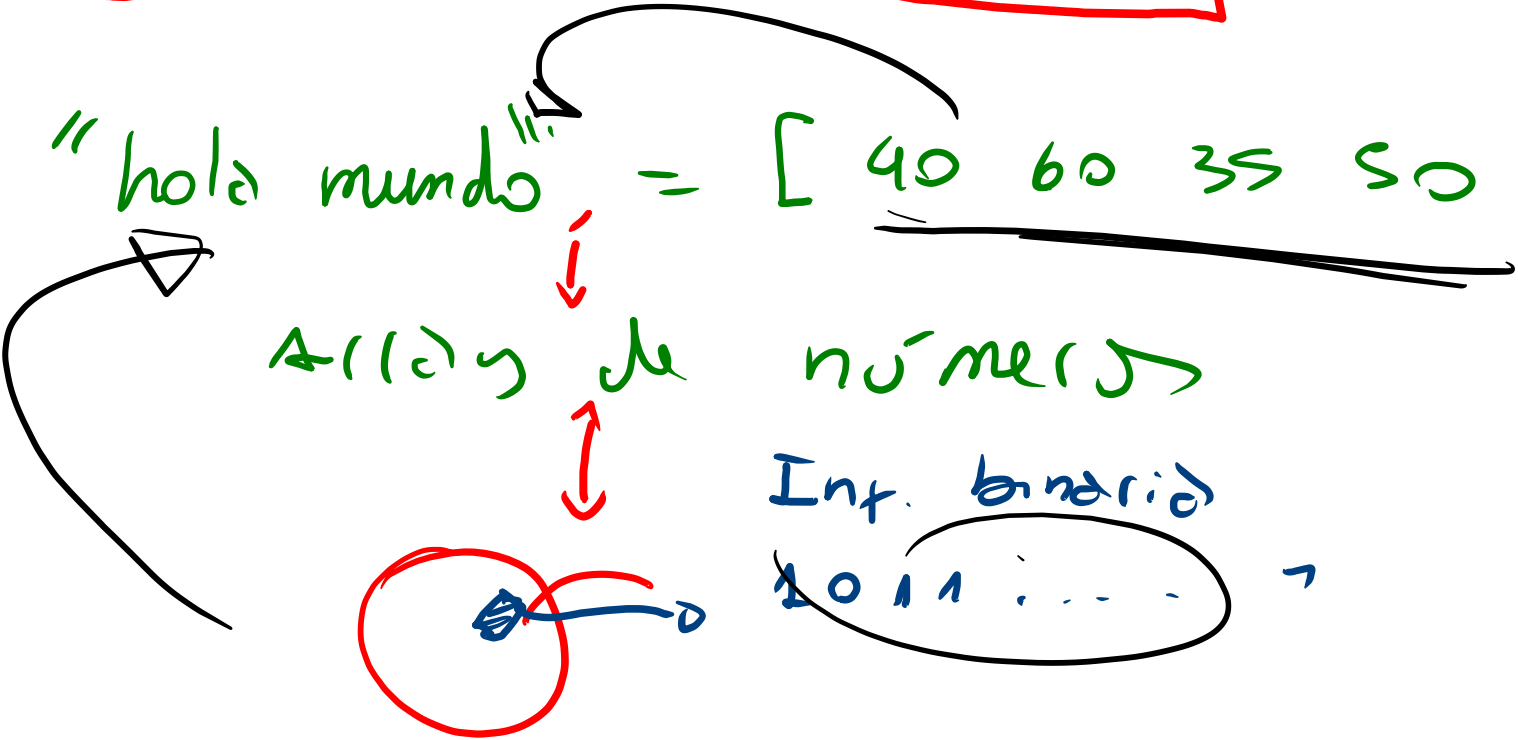 "hola mundo" = [ 40 60 35 50
Array de números
Inf. binaria
1011 : . . .